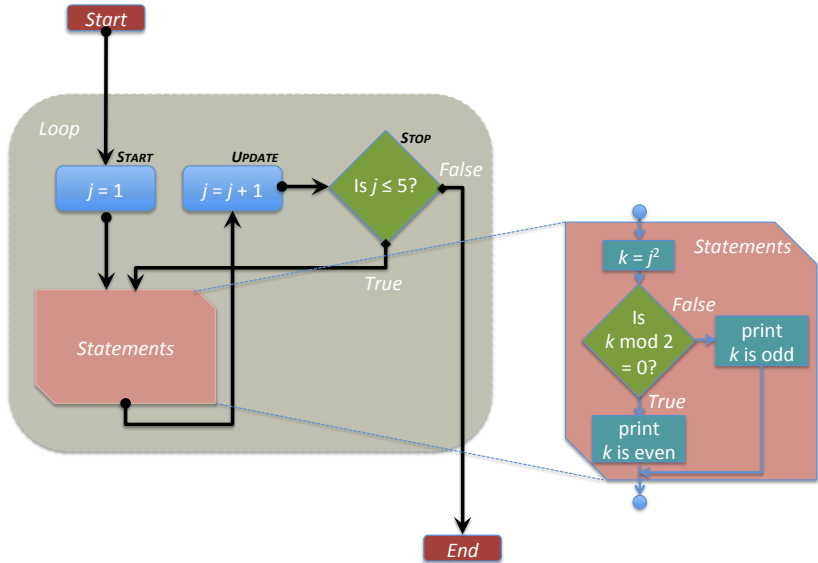 Start
Loop
START
UPDATE
STOP
j = 1
j = j + 1
Is j ≤ 5?
False
True
Statements
Statements
k = j²
False
Is
k mod 2
= 0?
print
k is odd
True
print
k is even
End